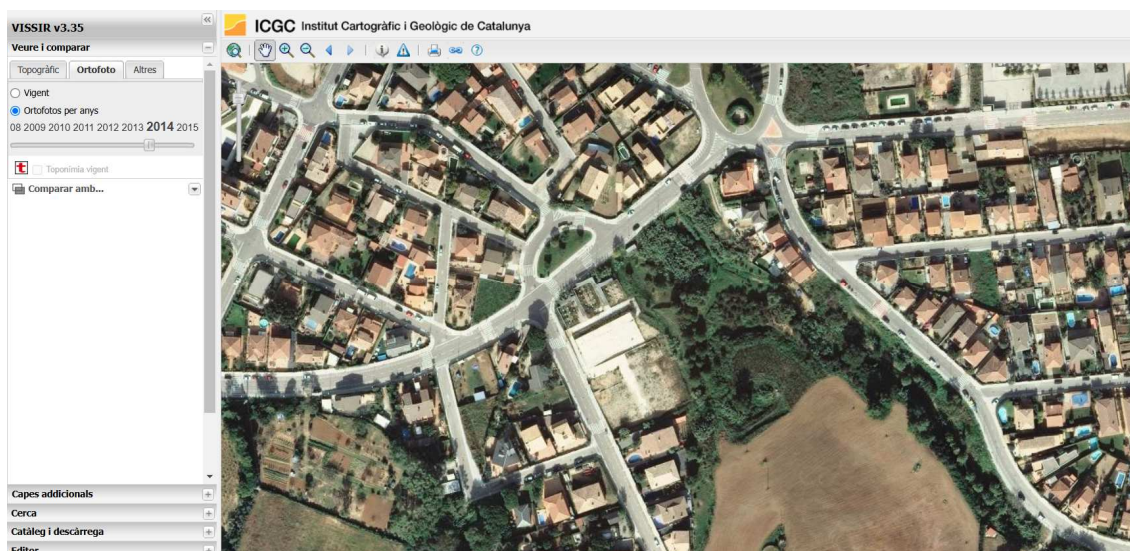 VISSIR v3.35
ICGC Institut Cartogràfic i Geològic de Catalunya
Veure i comparar
Topogràfic Ortofoto Altres
Vigent
Ortofotos per anys
08 2009 2010 2011 2012 2013 2014 2015
t Toponímia vigent
Comparar amb...
Capes addicionals
Cerca
Catàleg i descàrrega
Editor